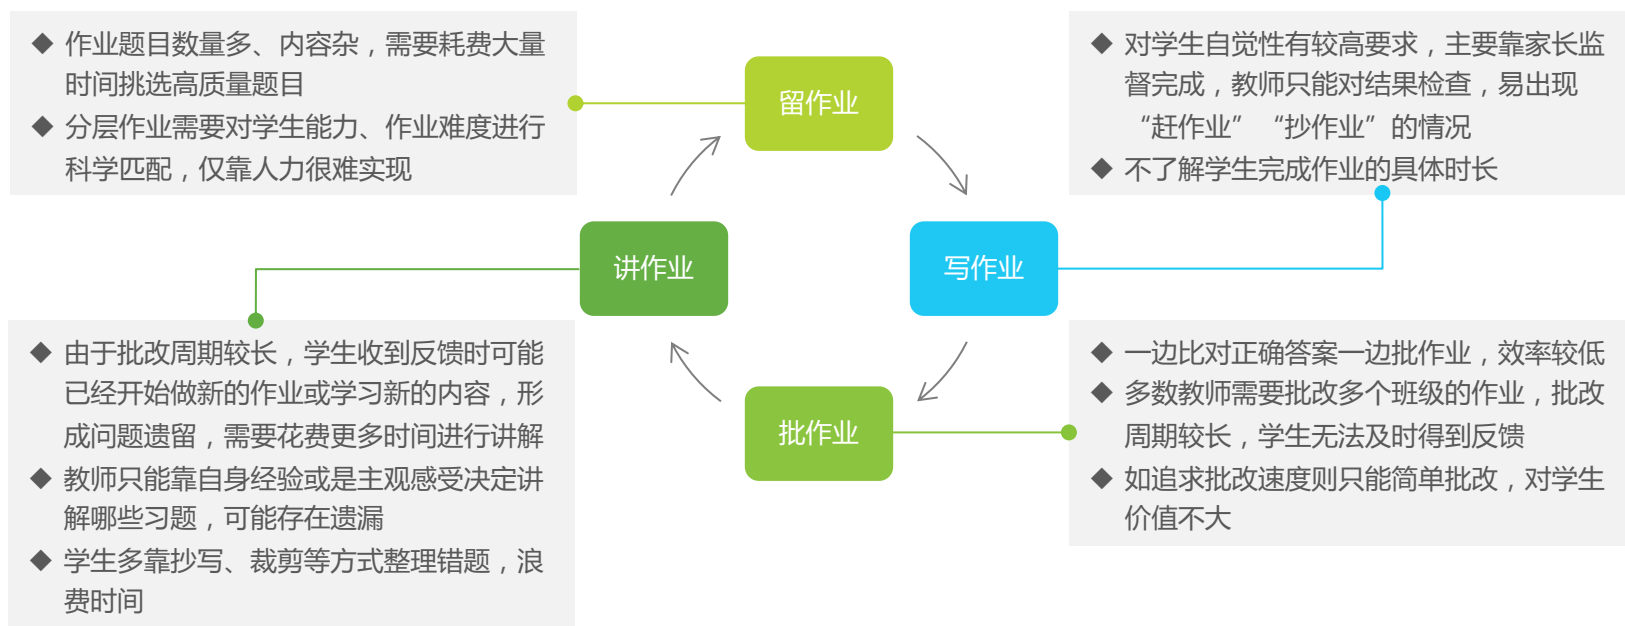 ◆ 作业题目数量多、内容杂，需要耗费大量
时间挑选高质量题目
◆ 分层作业需要对学生能力、作业难度进行
科学匹配，仅靠人力很难实现
留作业
◆ 对学生自觉性有较高要求，主要靠家长监
督完成，教师只能对结果检查，易出现
“赶作业”“抄作业”的情况
◆ 不了解学生完成作业的具体时长
讲作业
写作业
◆ 由于批改周期较长，学生收到反馈时可能
已经开始做新的作业或学习新的内容，形
成问题遗留，需要花费更多时间进行讲解
◆ 教师只能靠自身经验或是主观感受决定讲
解哪些习题，可能存在遗漏
◆ 学生多靠抄写、裁剪等方式整理错题，浪
费时间
批作业
◆ 一边比对正确答案一边批作业，效率较低
◆ 多数教师需要批改多个班级的作业，批改
周期较长，学生无法及时得到反馈
◆ 如追求批改速度则只能简单批改，对学生
价值不大